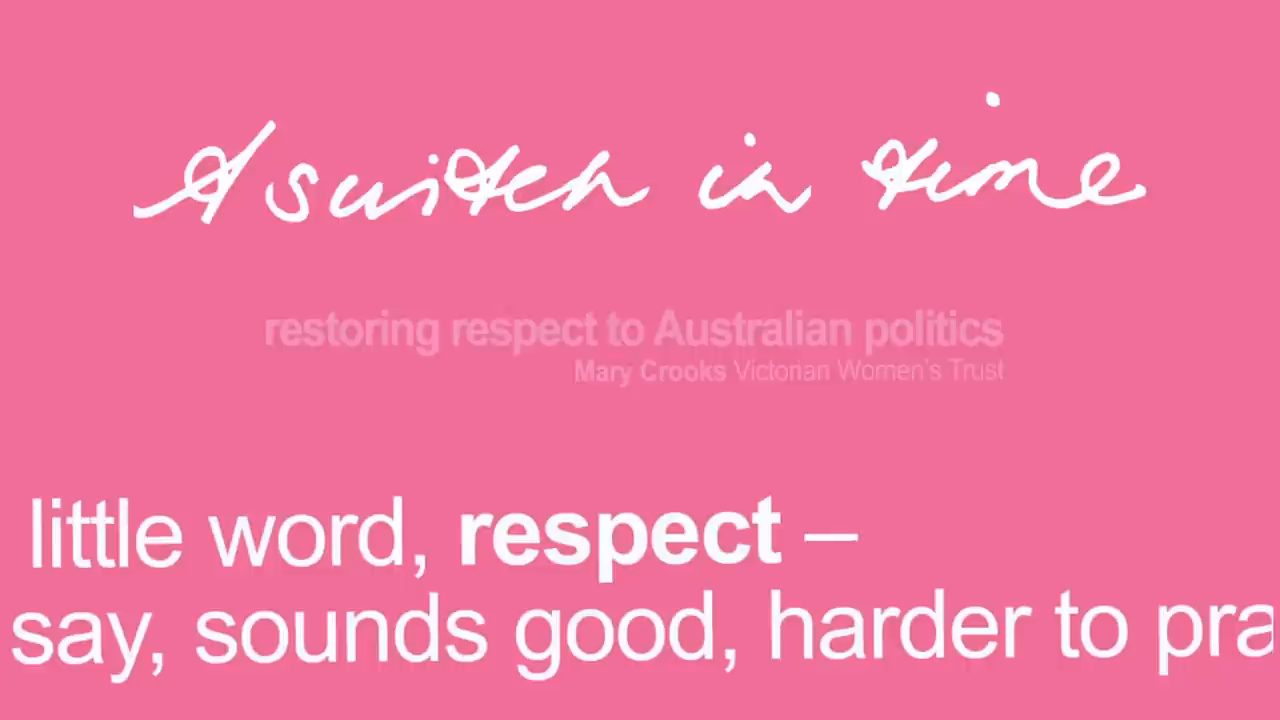 A switch in time
restoring respect to Australian politics
Mary Crooks Victorian Women's Trust
little word, respect –
say, sounds good, harder to pra